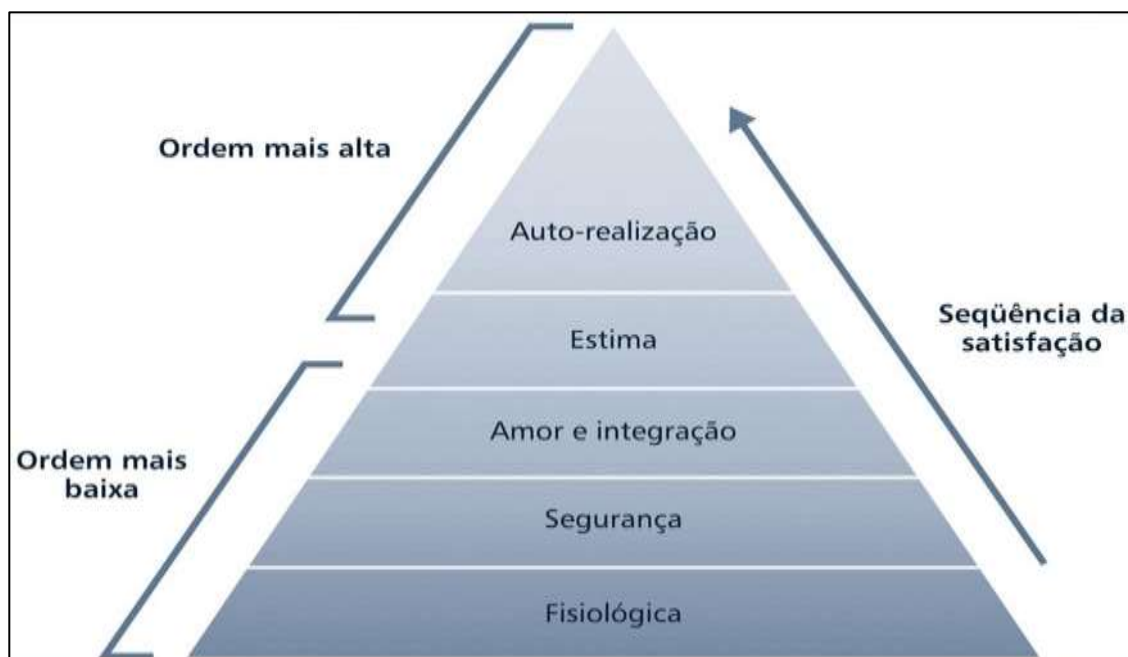 Ordem mais alta
Auto-realização
Seqüência da
satisfação
Estima
Amor e integração
Ordem mais
baixa
Segurança
Fisiológica